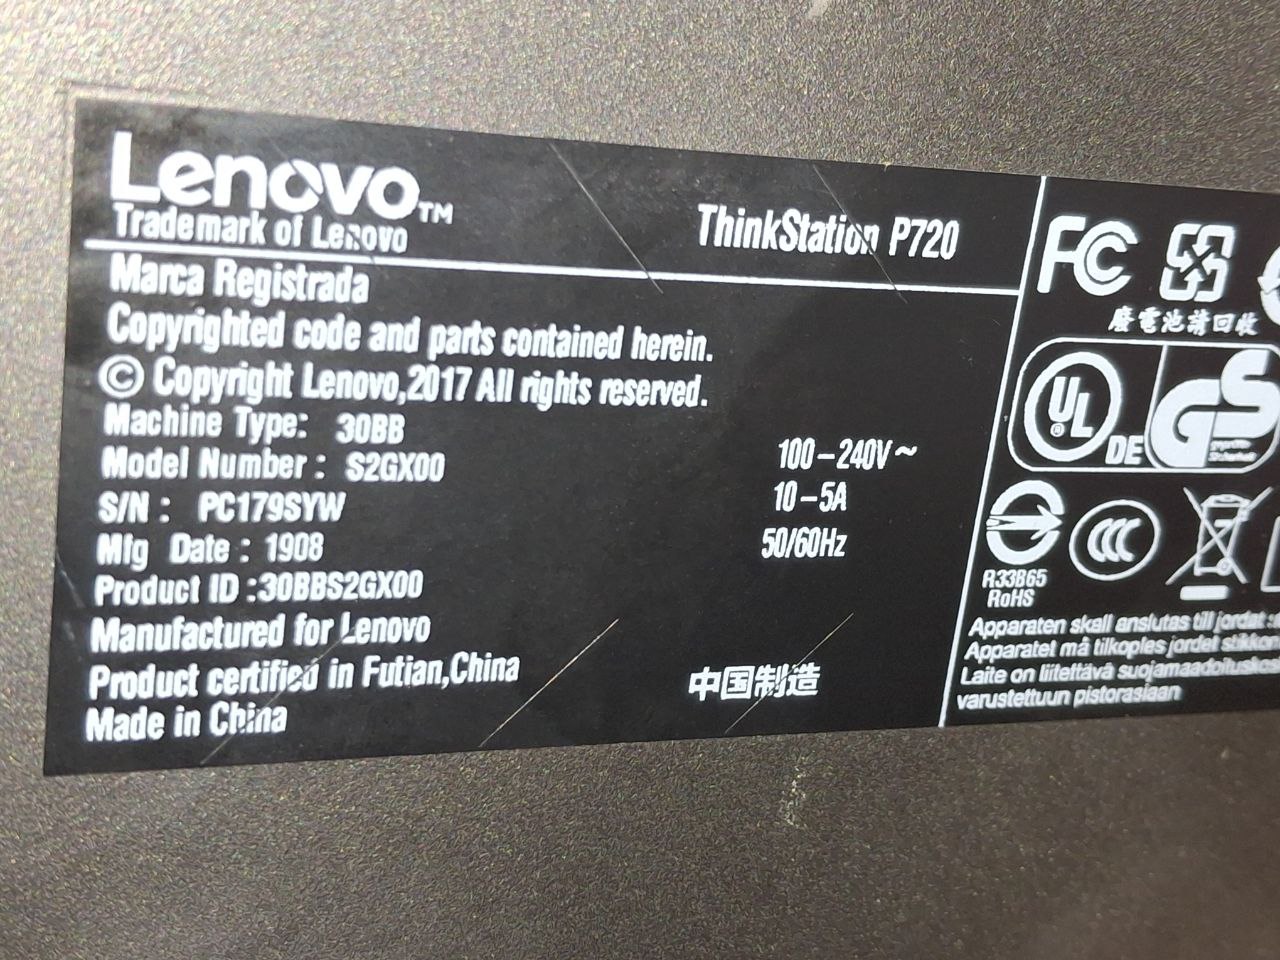 Lenovo™
Trademark of Lenovo
ThinkStation P720
Marca Registrada
Copyrighted code and parts contained herein.
© Copyright Lenovo,2017 All rights reserved.
Machine Type: 30BB
Model Number : S2GX00
S/N : PC179SYW
Mfg Date : 1908
Product ID :30BBS2GX00
Manufactured for Lenovo
Product certified in Futian,China
Made in China
100–240V~
10–5A
50/60Hz
中国制造
FC
廢電池請回收
UL
®
DE
GS
CCC
R33B65
RoHS
Apparaten skall anslutas till jordat
Apparatet må tilkoples jordet
Laite on liitettävä
varustettuun pistorasiaan